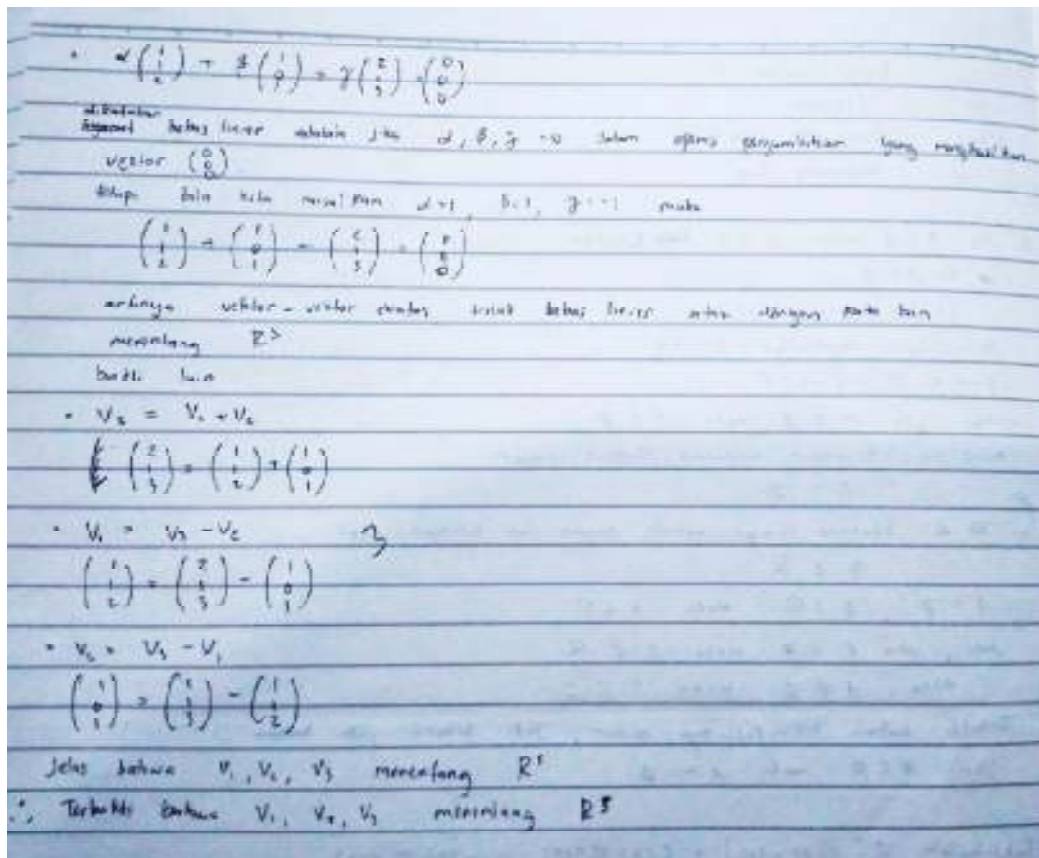 • α (1 1 2) + β (1 0 1) + γ (2 1 3) = (0 0 0)
dikatakan bebas linear adalah jika α, β, γ = 0 dalam operasi penjumlahan yang menghasilkan
vektor (0 0 0)
tetapi bila kita misalkan α = 1, β = 1, γ = -1 maka
(1 1 2) + (1 0 1) - (2 1 3) = (0 0 0)
artinya vektor-vektor diatas tidak bebas linear atau dengan kata lain
merentang R³
bukti lain
• V₃ = V₁ + V₂
(2 1 3) = (1 1 2) + (1 0 1)
• V₁ = V₃ - V₂
(1 1 2) = (2 1 3) - (1 0 1)
• V₂ = V₃ - V₁
(1 0 1) = (2 1 3) - (1 1 2)
Jelas bahwa V₁, V₂, V₃ merentang R³
∴ Terbukti bahwa V₁, V₂, V₃ merentang R³